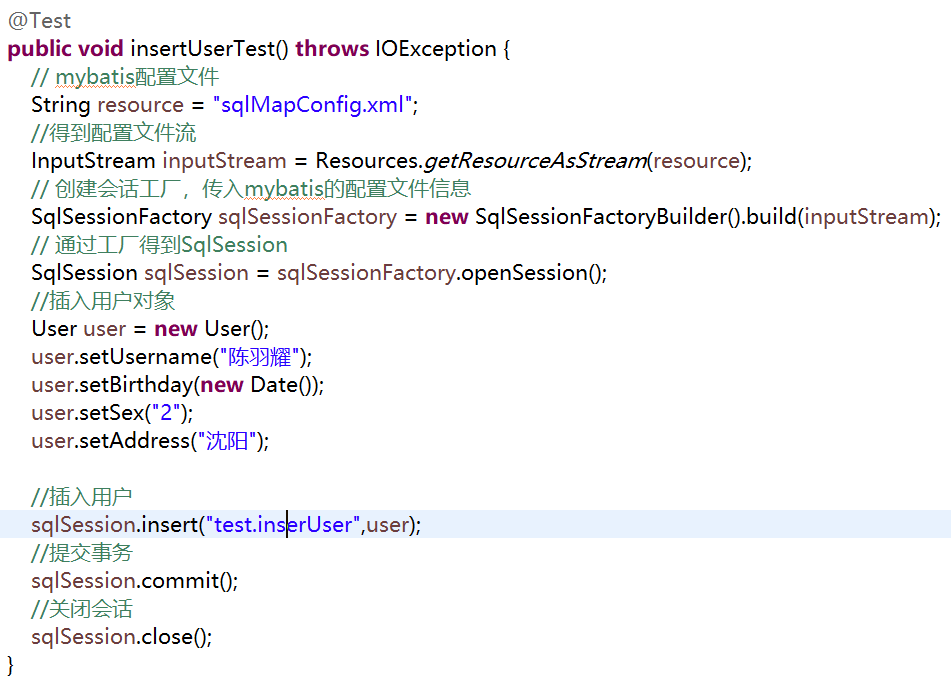 @Test
public void insertUserTest() throws IOException {
// mybatis配置文件
String resource = "sqlMapConfig.xml";
//得到配置文件流
InputStream inputStream = Resources.getResourceAsStream(resource);
// 创建会话工厂，传入mybatis的配置文件信息
SqlSessionFactory sqlSessionFactory = new SqlSessionFactoryBuilder().build(inputStream);
// 通过工厂得到SqlSession
SqlSession sqlSession = sqlSessionFactory.openSession();
//插入用户对象
User user = new User();
user.setUsername("陈羽耀");
user.setBirthday(new Date());
user.setSex("2");
user.setAddress("沈阳");
//插入用户
sqlSession.insert("test.inserUser",user);
//提交事务
sqlSession.commit();
//关闭会话
sqlSession.close();
}